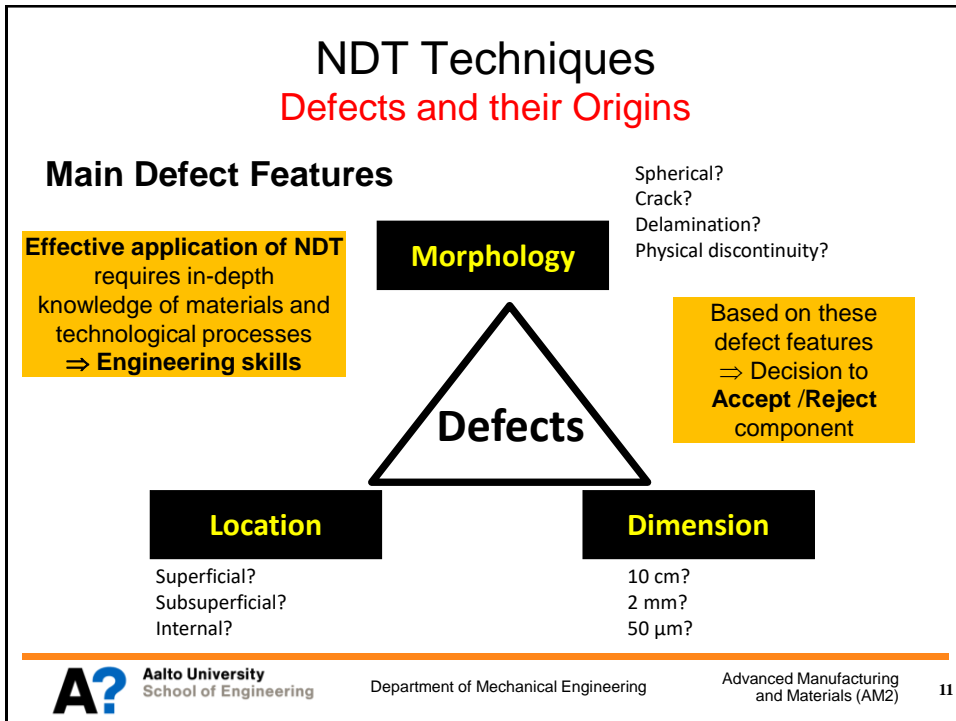 NDT Techniques
Defects and their Origins
Main Defect Features
Spherical?
Crack?
Delamination?
Physical discontinuity?
Effective application of NDT
requires in-depth
knowledge of materials and
technological processes
⇒ Engineering skills
Morphology
Based on these
defect features
⇒ Decision to
Accept /Reject
component
Defects
Location
Dimension
Superficial?
Subsuperficial?
Internal?
10 cm?
2 mm?
50 µm?
A?
Aalto University
School of Engineering
Department of Mechanical Engineering
Advanced Manufacturing
and Materials (AM2)
11